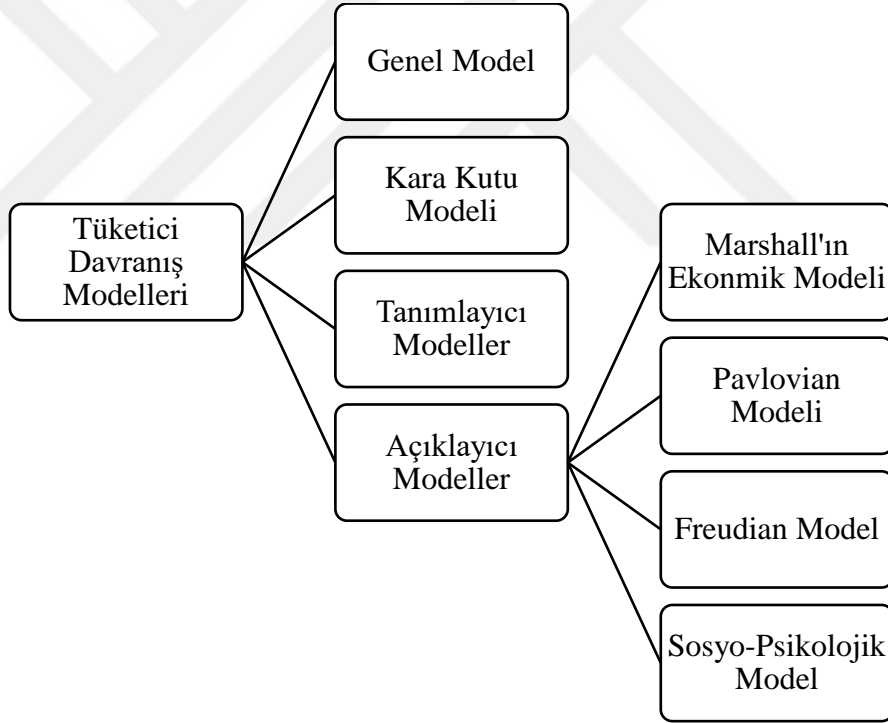 Tüketici
Davranış
Modelleri
Genel Model
Kara Kutu
Modeli
Tanımlayıcı
Modeller
Açıklayıcı
Modeller
Marshall'ın
Ekonmik Modeli
Pavlovian
Modeli
Freudian Model
Sosyo-Psikolojik
Model